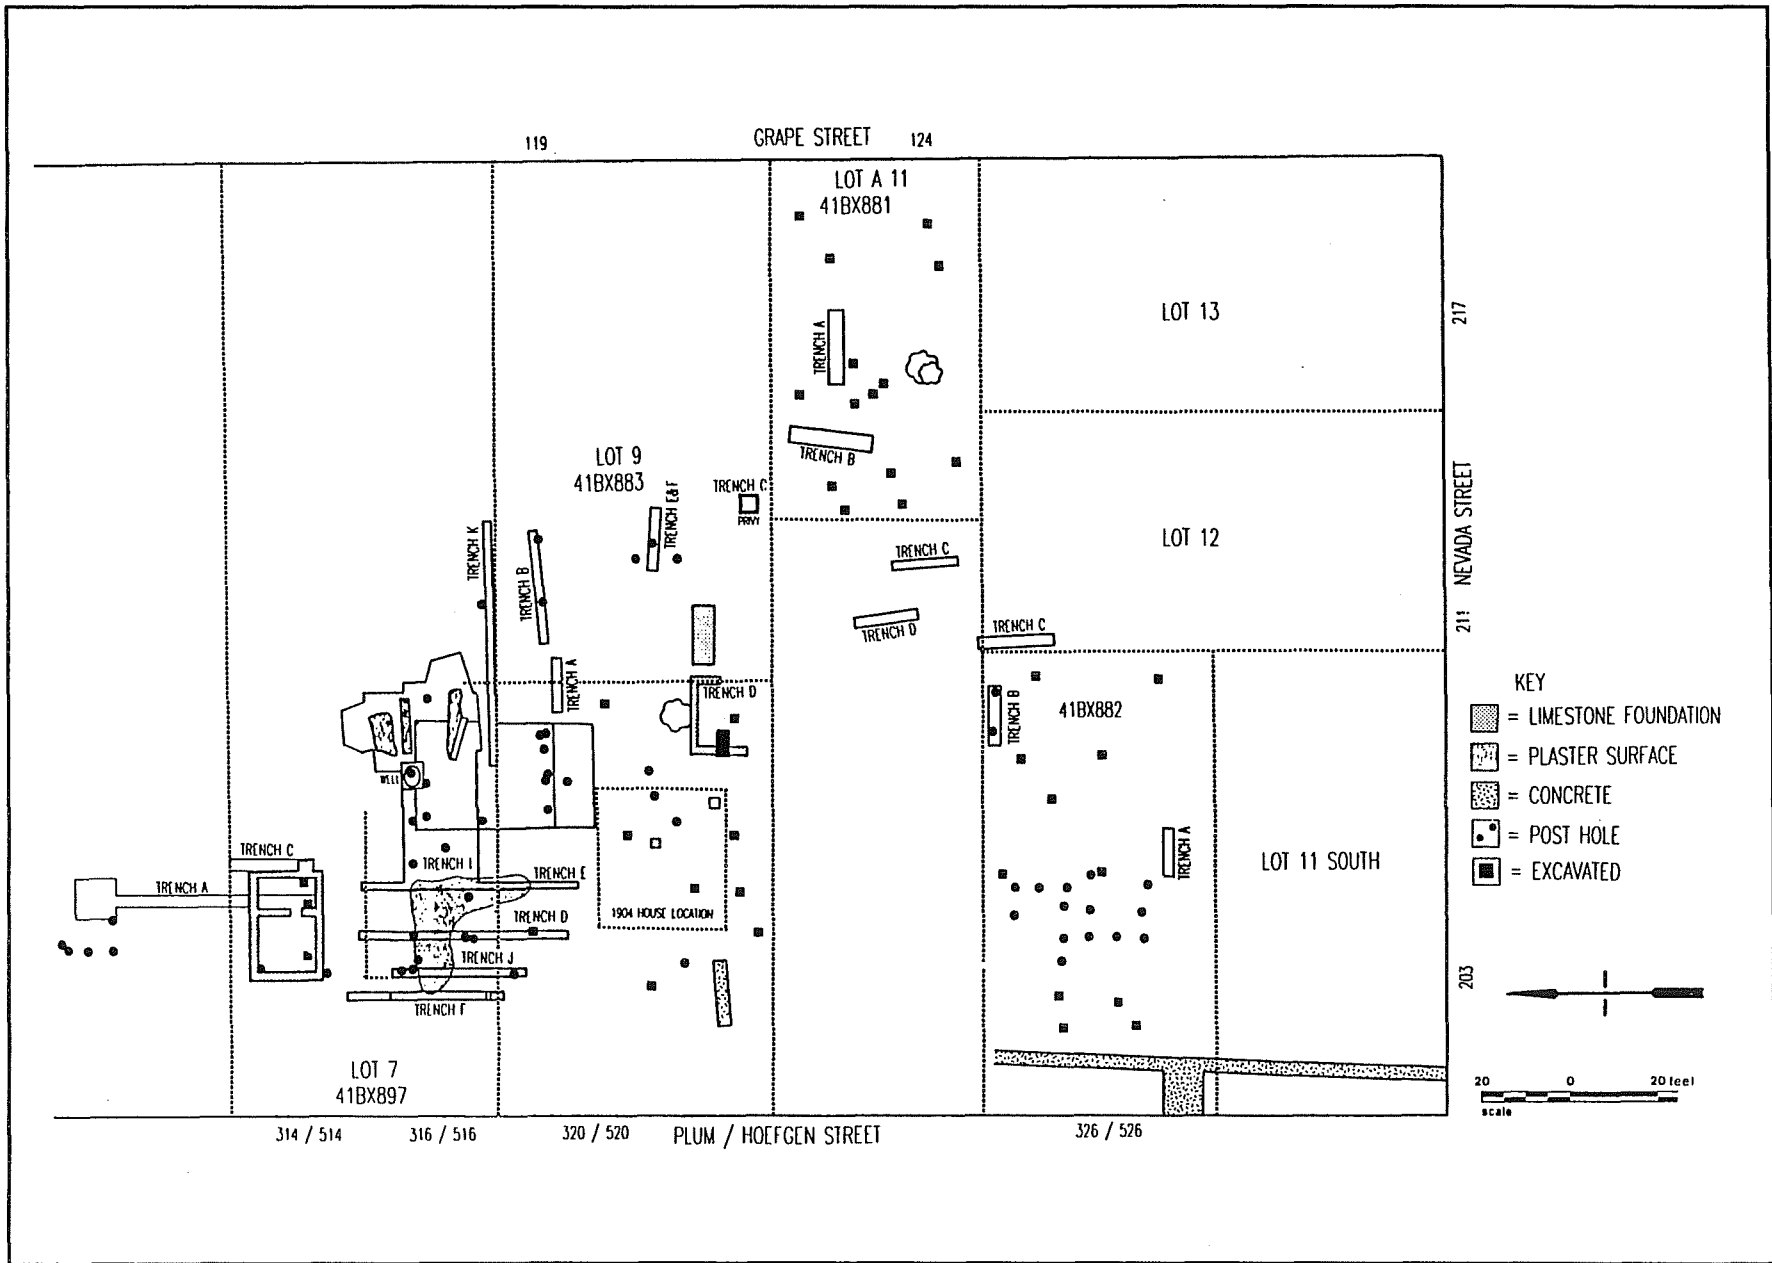 119
GRAPE STREET
124
LOT A 11
41BX881
TRENCH A
TRENCH B
LOT 13
217
LOT 9
41BX883
TRENCH C
PRIVY
TRENCH E&F
TRENCH K
TRENCH B
TRENCH A
TRENCH D
TRENCH C
TRENCH D
LOT 12
NEVADA STREET
211
TRENCH C
TRENCH B
41BX882
TRENCH A
LOT 11 SOUTH
203
WELL
TRENCH C
TRENCH A
TRENCH I
TRENCH E
TRENCH D
TRENCH J
TRENCH F
1904 HOUSE LOCATION
LOT 7
41BX897
314 / 514
316 / 516
320 / 520
PLUM / HOEFGEN STREET
326 / 526
KEY
= LIMESTONE FOUNDATION
= PLASTER SURFACE
= CONCRETE
= POST HOLE
= EXCAVATED
20 0 20 feet
scale